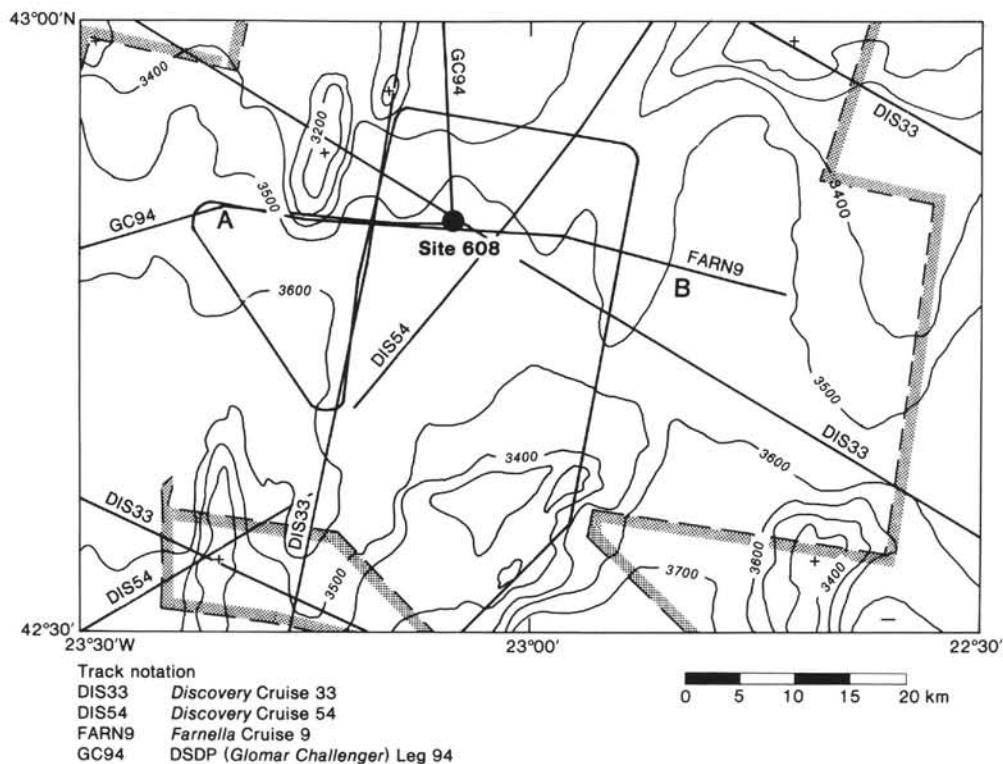 43°00'N
3400
3200
GC94
DIS33
3400
3500
GC94
A
Site 608
FARN9
B
3600
DIS54
3500
DIS33
3400
3600
DIS33
DIS33
DIS54
3500
3700
3600
3400
42°30'
23°30'W
23°00'
22°30'
Track notation
DIS33 Discovery Cruise 33
DIS54 Discovery Cruise 54
FARN9 Farnella Cruise 9
GC94 DSDP (Glomar Challenger) Leg 94
0 5 10 15 20 km